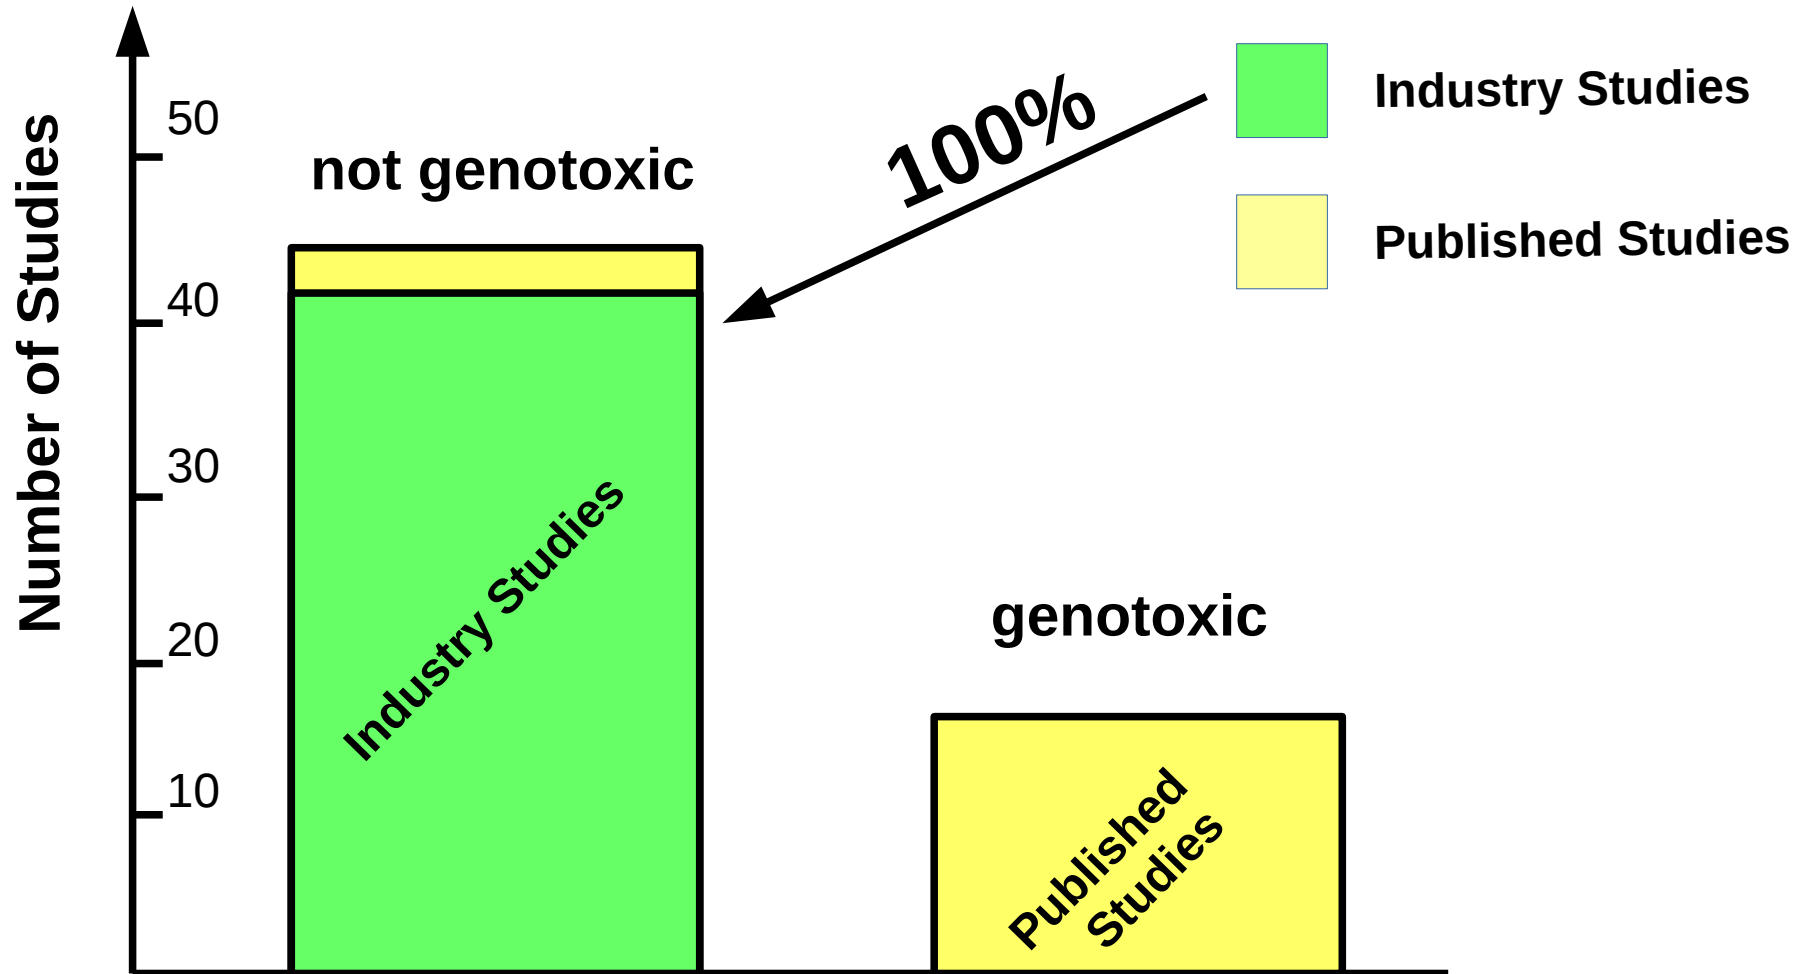 Number of Studies
50
40
30
20
10
not genotoxic
Industry Studies
100%
Industry Studies
Published Studies
genotoxic
Published
Studies